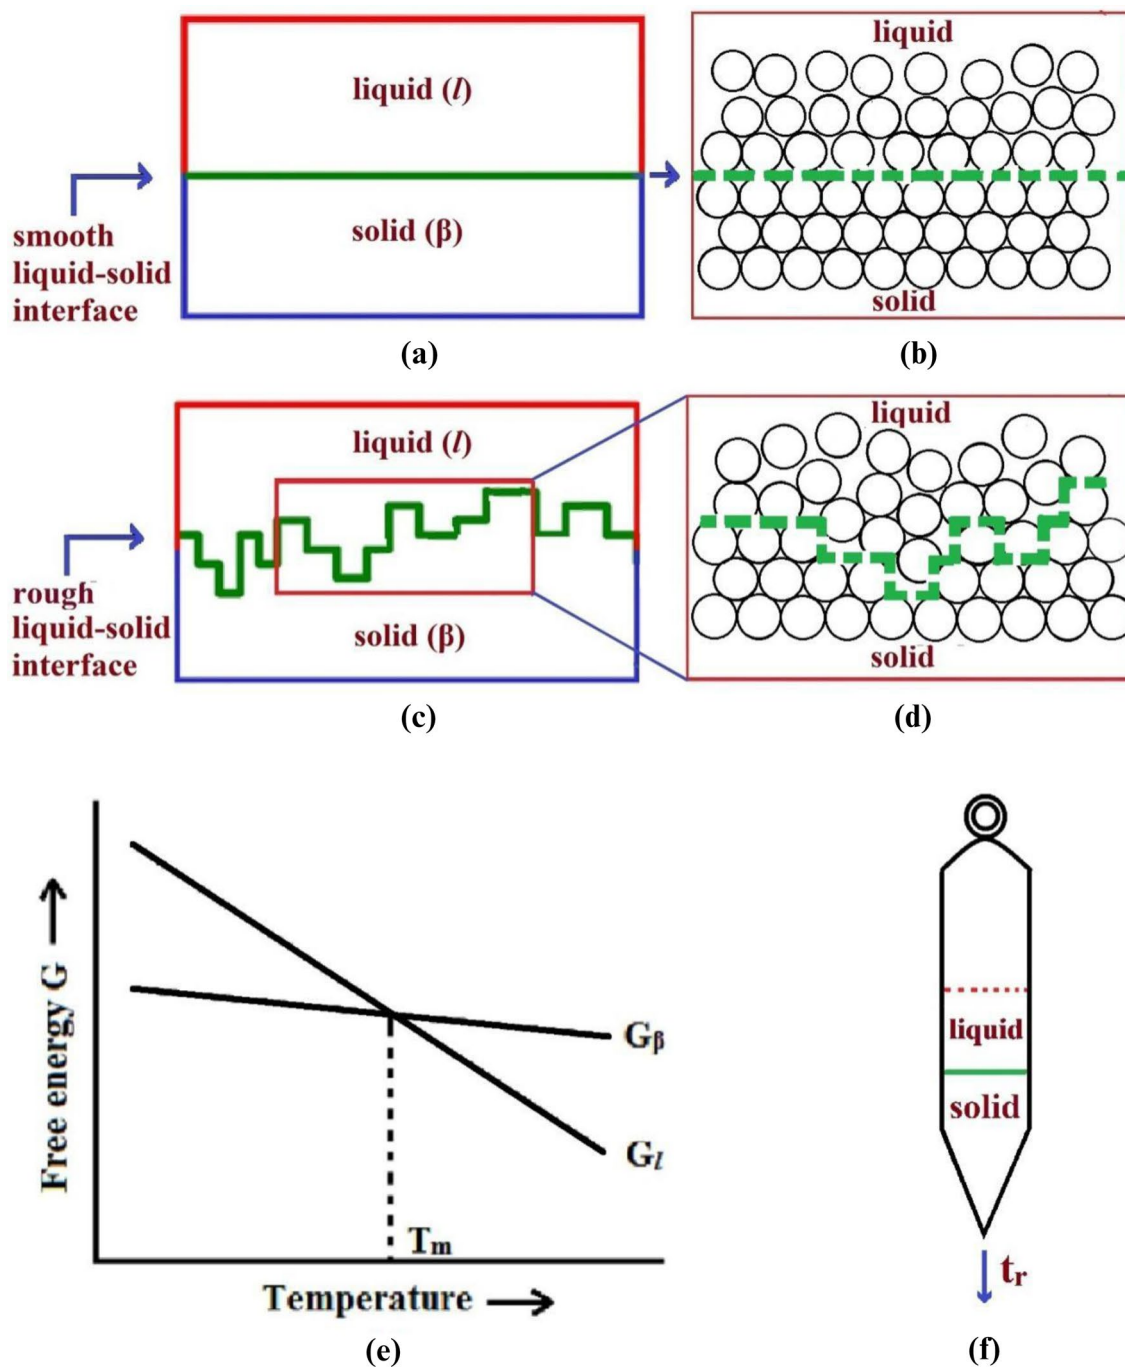 liquid (l)
solid (β)
smooth
liquid-solid
interface
(a)
liquid
solid
(b)
liquid (l)
solid (β)
rough
liquid-solid
interface
(c)
liquid
solid
(d)
Free energy G
Gβ
Gl
Tm
Temperature
(e)
liquid
solid
tr
(f)